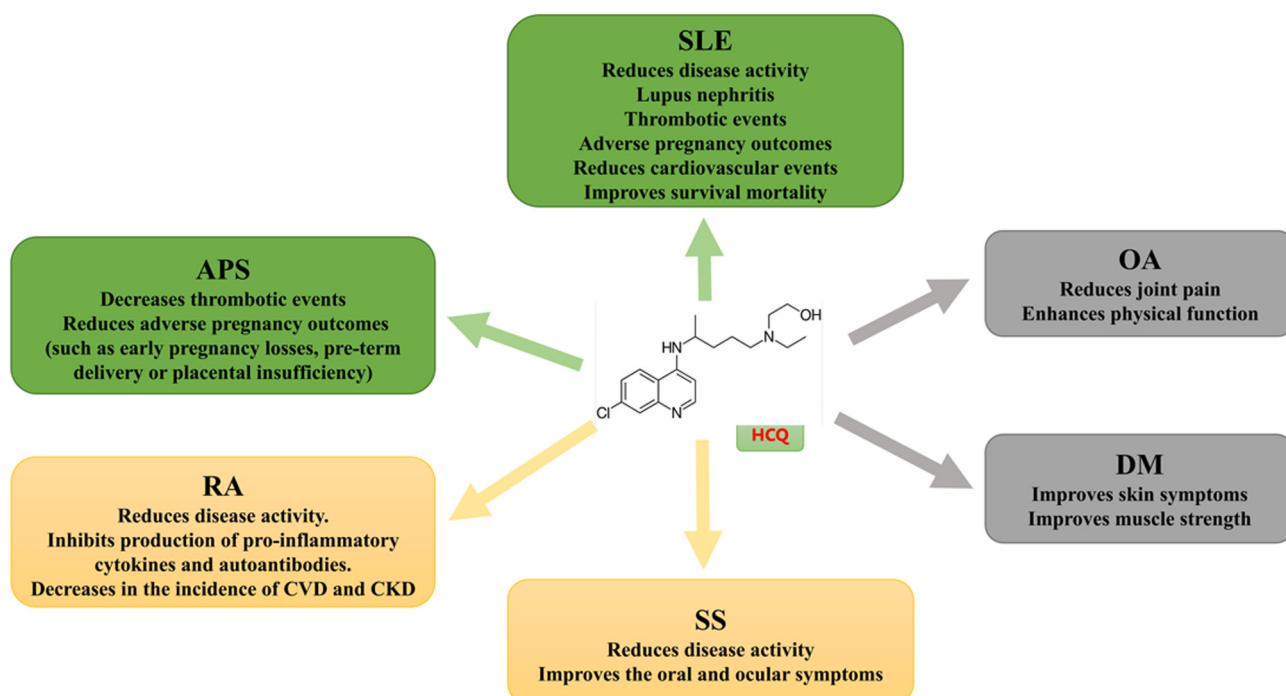 SLE
Reduces disease activity
Lupus nephritis
Thrombotic events
Adverse pregnancy outcomes
Reduces cardiovascular events
Improves survival mortality
APS
Decreases thrombotic events
Reduces adverse pregnancy outcomes
(such as early pregnancy losses, pre-term
delivery or placental insufficiency)
OA
Reduces joint pain
Enhances physical function
OH
HN
N
Cl
N
HCQ
RA
Reduces disease activity.
Inhibits production of pro-inflammatory
cytokines and autoantibodies.
Decreases in the incidence of CVD and CKD
DM
Improves skin symptoms
Improves muscle strength
SS
Reduces disease activity
Improves the oral and ocular symptoms